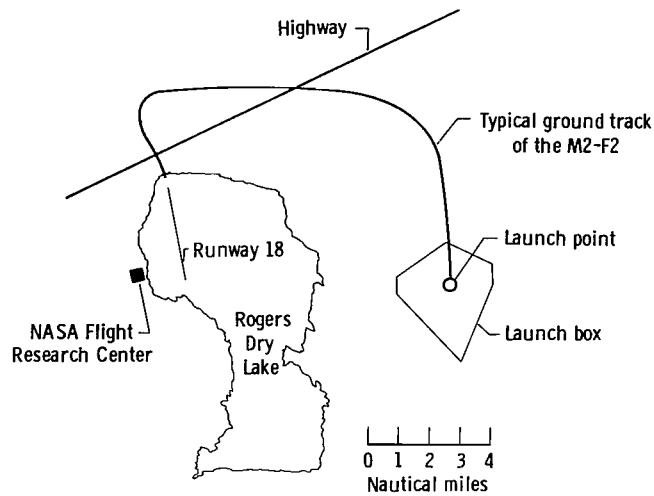 Highway
Typical ground track
of the M2-F2
Runway 18
Launch point
NASA Flight
Research Center
Rogers
Dry
Lake
Launch box
0 1 2 3 4
Nautical miles